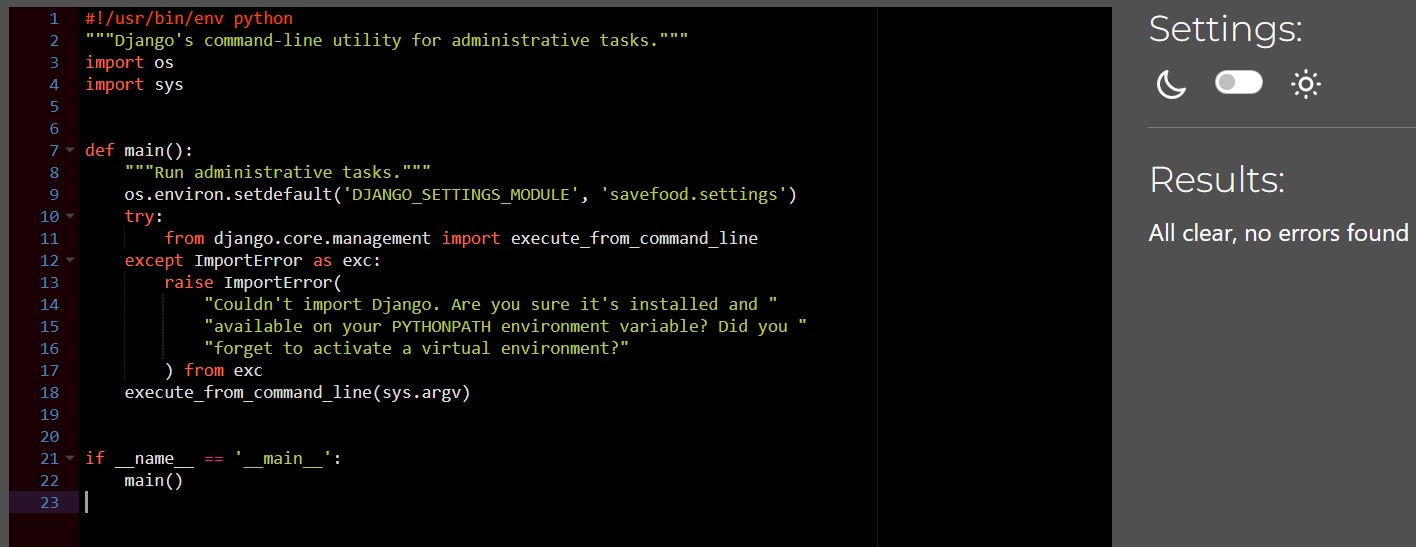 1 #!/usr/bin/env python
2 """Django's command-line utility for administrative tasks."""
3 import os
4 import sys
5
6
7 def main():
8     """Run administrative tasks."""
9     os.environ.setdefault('DJANGO_SETTINGS_MODULE', 'savefood.settings')
10     try:
11         from django.core.management import execute_from_command_line
12     except ImportError as exc:
13         raise ImportError(
14             "Couldn't import Django. Are you sure it's installed and "
15             "available on your PYTHONPATH environment variable? Did you "
16             "forget to activate a virtual environment?"
17         ) from exc
18     execute_from_command_line(sys.argv)
19
20
21 if __name__ == '__main__':
22     main()
23
Settings:
Results:
All clear, no errors found